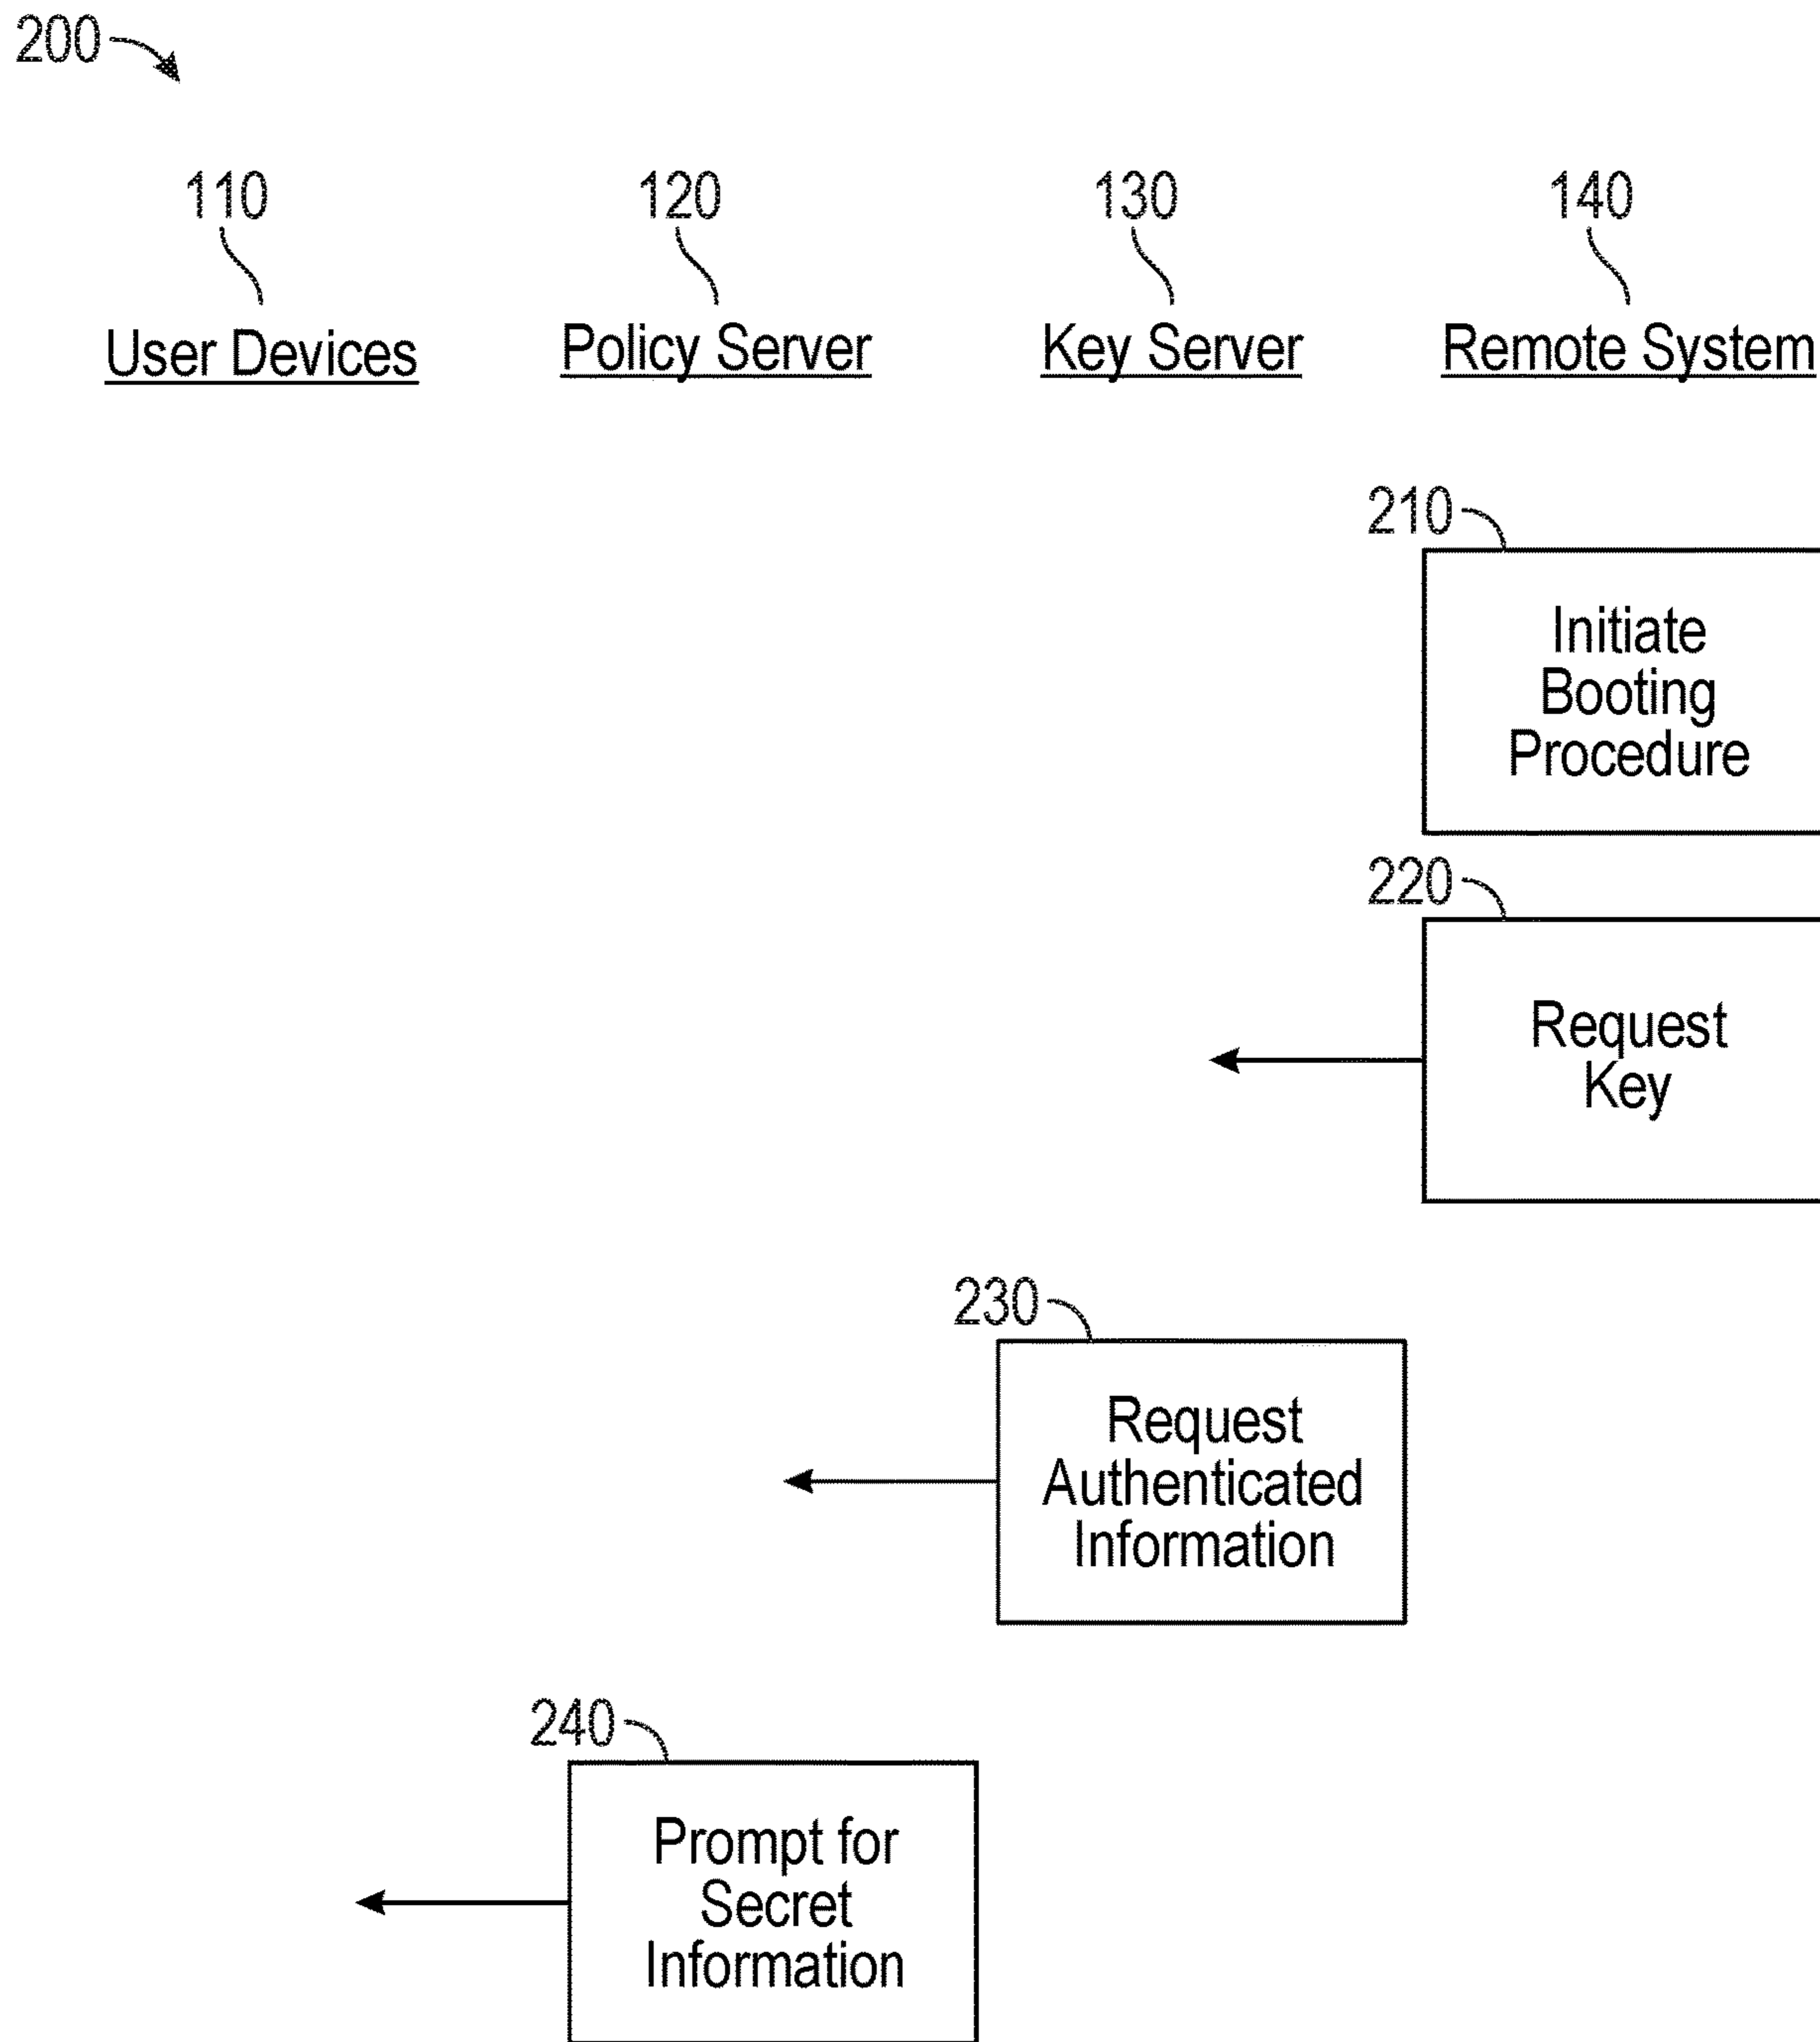 200
110 120 130 140
User Devices Policy Server Key Server Remote System
210
Initiate
Booting
Procedure
220
Request
Key
230
Request
Authenticated
Information
240
Prompt for
Secret
Information